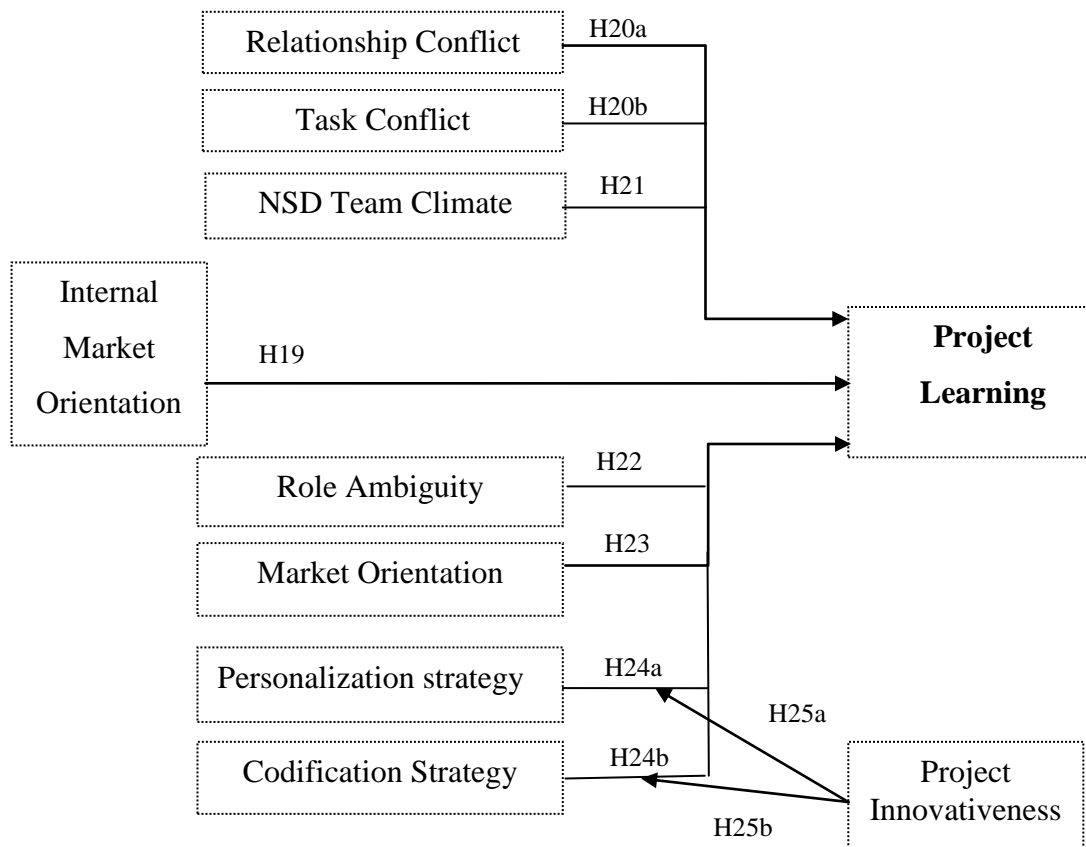 Relationship Conflict
H20a
Task Conflict
H20b
NSD Team Climate
H21
Internal
Market
Orientation
H19
Project
Learning
Role Ambiguity
H22
Market Orientation
H23
Personalization strategy
H24a
H25a
Codification Strategy
H24b
H25b
Project
Innovativeness